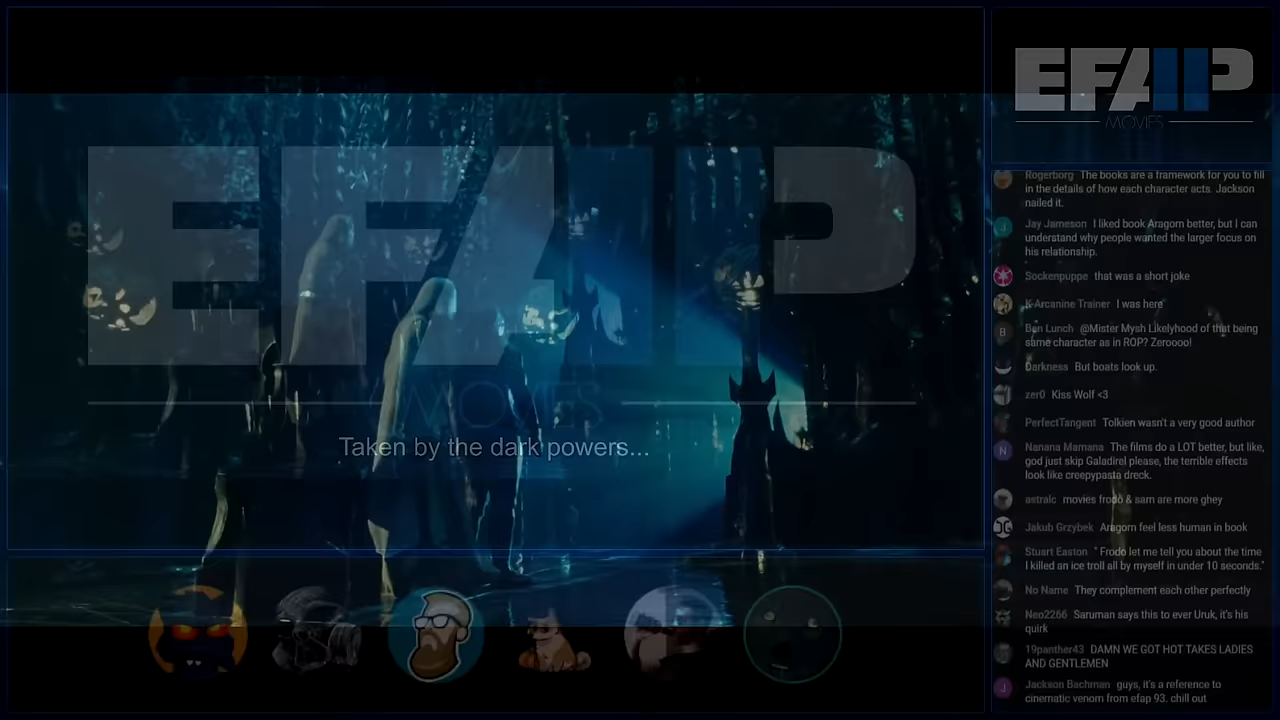 EFAP
MOVIES
Taken by the dark powers...
EFAP
MOVIES
Rogerborg The books are a framework for you to fill
in the details of how each character acts. Jackson
nailed it.
J
Jay Jameson I liked book Aragorn better, but I can
understand why people wanted the larger focus on
his relationship.
Sockenpuppe that was a short joke
K-Arcanine Trainer I was here
B
Ben Lunch @Mister Mysh Likelyhood of that being
same character as in ROP? Zeroooo!
Darkness But boats look up.
zer0 Kiss Wolf <3
PerfectTangent Tolkien wasn't a very good author
N
Nanana Mamana The films do a LOT better, but like,
god just skip Galadirel please, the terrible effects
look like creepypasta dreck.
astralc movies frodo & sam are more ghey
JG
Jakub Grzybek Aragorn feel less human in book
Stuart Easton " Frodo let me tell you about the time
I killed an ice troll all by myself in under 10 seconds."
No Name They complement each other perfectly
Neo2266 Saruman says this to ever Uruk, it's his
quirk
19panther43 DAMN WE GOT HOT TAKES LADIES
AND GENTLEMEN
J
Jackson Bachman guys, it's a reference to
cinematic venom from efap 93. chill out